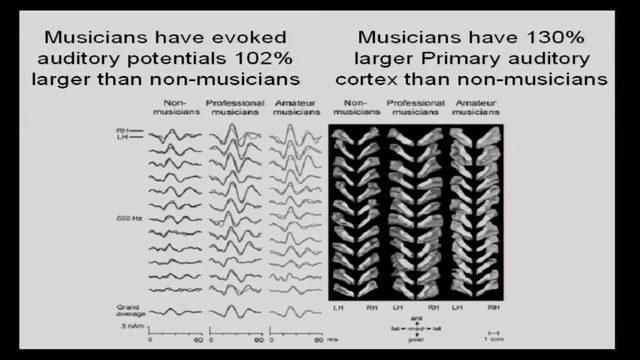 Musicians have evoked
auditory potentials 102%
larger than non-musicians
Musicians have 130%
larger Primary auditory
cortex than non-musicians
Non-
musicians
Professional
musicians
Amateur
musicians
Non-
musicians
Professional
musicians
Amateur
musicians
RH
LH
500 Hz
Grand
average
3 nAm
0 60 0 60 0 60 ms
LH RH LH RH LH RH
ant
lat med lat
post
1 cm